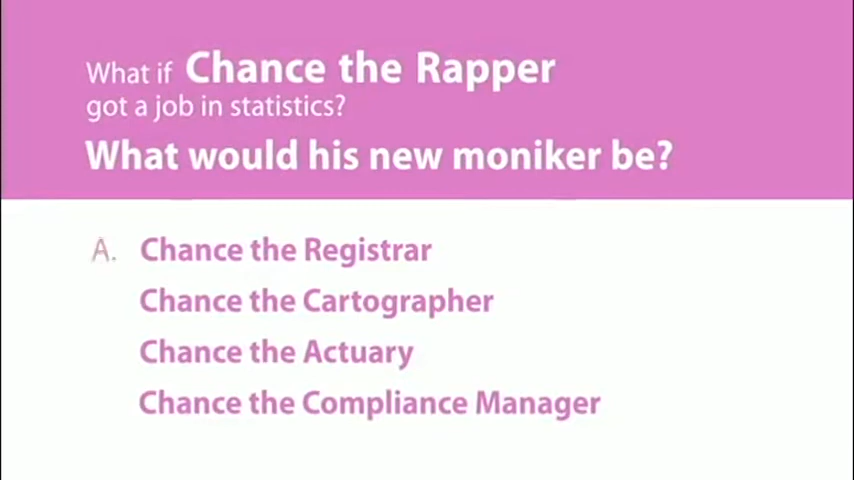 What if Chance the Rapper
got a job in statistics?
What would his new moniker be?
A. Chance the Registrar
Chance the Cartographer
Chance the Actuary
Chance the Compliance Manager